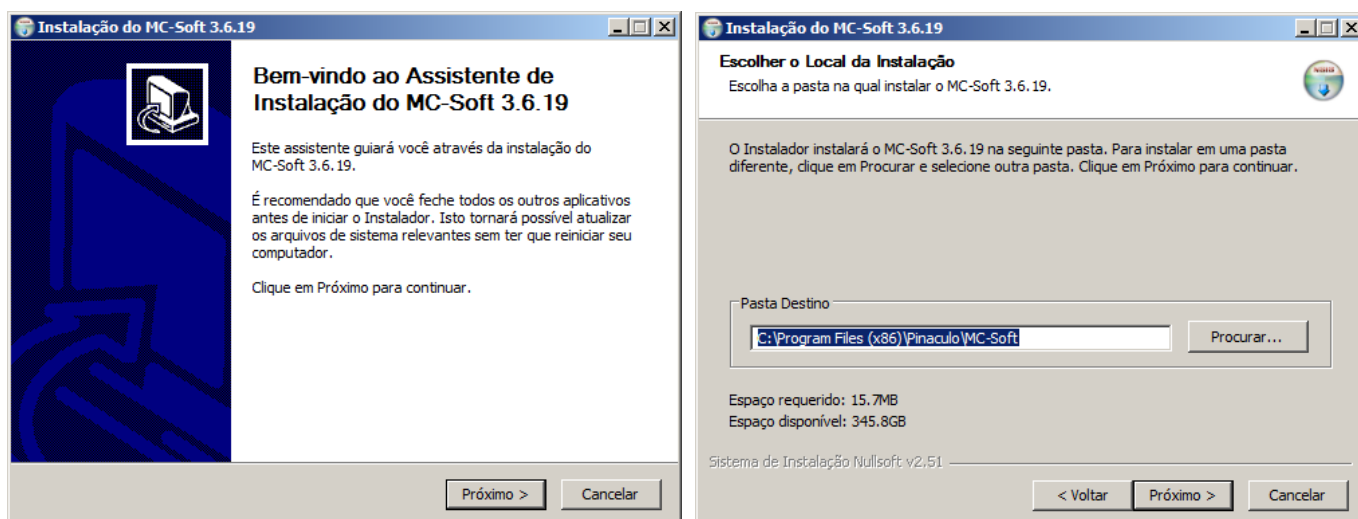 Instalação do MC-Soft 3.6.19
Bem-vindo ao Assistente de
Instalação do MC-Soft 3.6.19
Este assistente guiará você através da instalação do
MC-Soft 3.6.19.
É recomendado que você feche todos os outros aplicativos
antes de iniciar o Instalador. Isto tornará possível atualizar
os arquivos de sistema relevantes sem ter que reiniciar seu
computador.
Clique em Próximo para continuar.
Próximo >
Cancelar
Instalação do MC-Soft 3.6.19
Escolher o Local da Instalação
Escolha a pasta na qual instalar o MC-Soft 3.6.19.
O Instalador instalará o MC-Soft 3.6.19 na seguinte pasta. Para instalar em uma pasta
diferente, clique em Procurar e selecione outra pasta. Clique em Próximo para continuar.
Pasta Destino
C:\Program Files (x86)\Pinaculo\MC-Soft
Procurar...
Espaço requerido: 15.7MB
Espaço disponível: 345.8GB
Sistema de Instalação Nullsoft v2.51
< Voltar
Próximo >
Cancelar